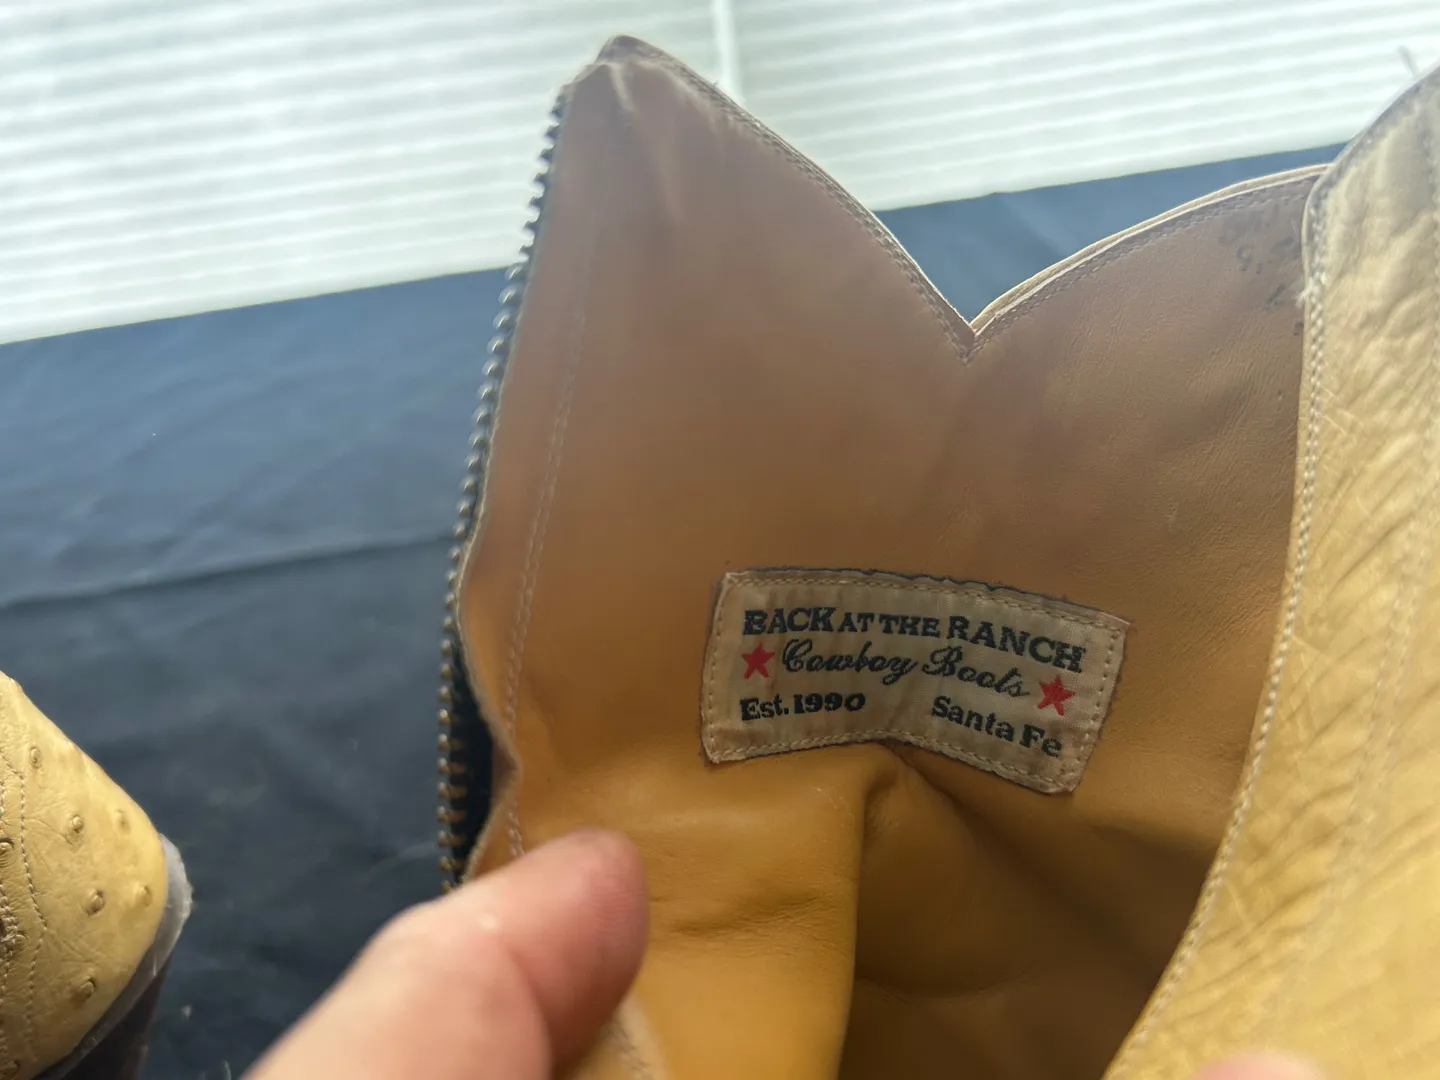 BACK AT THE RANCH
Cowboy Boots
Est. 1990 Santa Fe